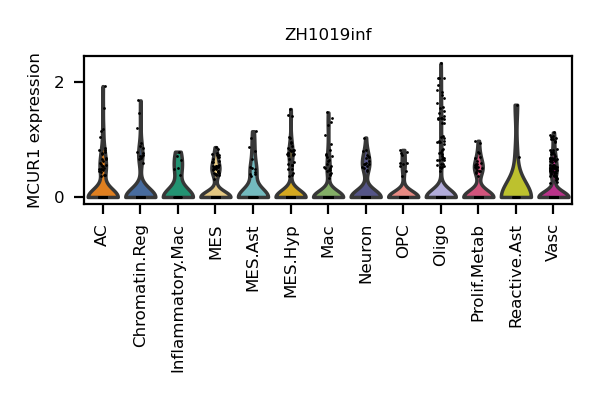 ZH1019inf
MCUR1 expression
2
0
AC
Chromatin.Reg
Inflammatory.Mac
MES
MES.Ast
MES.Hyp
Mac
Neuron
OPC
Oligo
Prolif.Metab
Reactive.Ast
Vasc